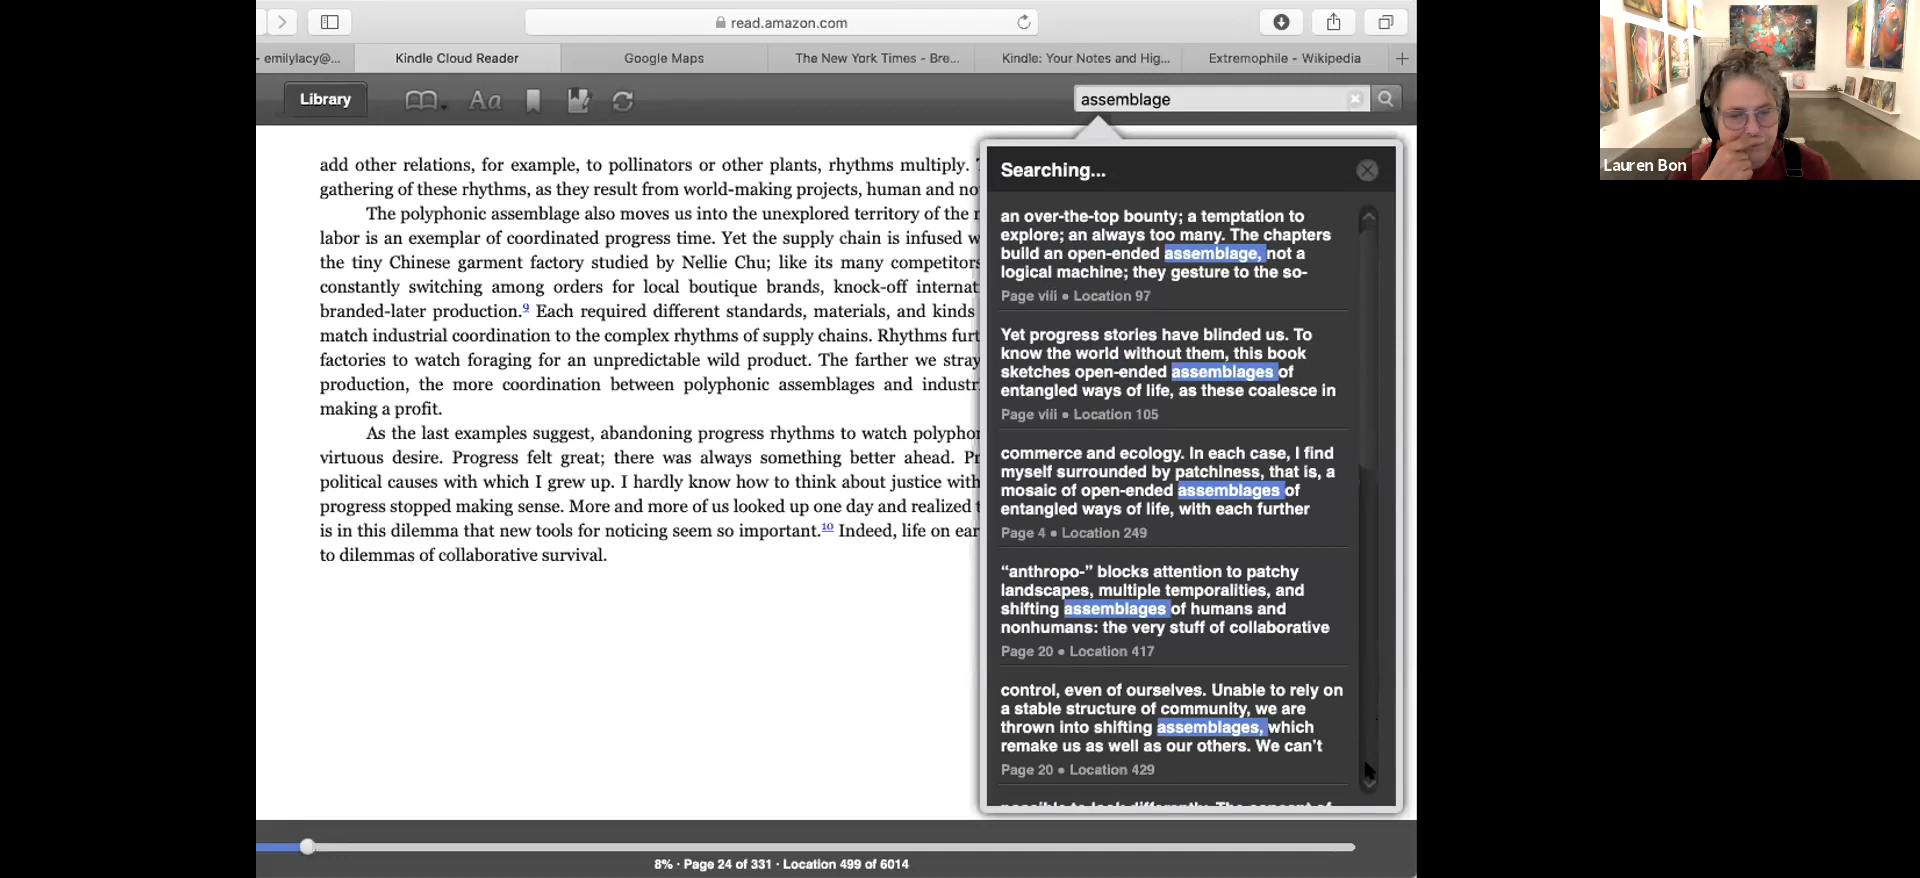 read.amazon.com
- emilylacy@...
Kindle Cloud Reader
Google Maps
The New York Times - Bre...
Kindle: Your Notes and Hig...
Extremophile - Wikipedia
Library
Aa
assemblage
add other relations, for example, to pollinators or other plants, rhythms multiply.
gathering of these rhythms, as they result from world-making projects, human and no
The polyphonic assemblage also moves us into the unexplored territory of the
labor is an exemplar of coordinated progress time. Yet the supply chain is infused w
the tiny Chinese garment factory studied by Nellie Chu; like its many competitors
constantly switching among orders for local boutique brands, knock-off internat
branded-later production.9 Each required different standards, materials, and kinds
match industrial coordination to the complex rhythms of supply chains. Rhythms furt
factories to watch foraging for an unpredictable wild product. The farther we stray
production, the more coordination between polyphonic assemblages and industr
making a profit.
As the last examples suggest, abandoning progress rhythms to watch polyphon
virtuous desire. Progress felt great; there was always something better ahead. Pr
political causes with which I grew up. I hardly know how to think about justice with
progress stopped making sense. More and more of us looked up one day and realized t
is in this dilemma that new tools for noticing seem so important.10 Indeed, life on ear
to dilemmas of collaborative survival.
Searching...
an over-the-top bounty; a temptation to
explore; an always too many. The chapters
build an open-ended assemblage, not a
logical machine; they gesture to the so-
Page viii • Location 97
Yet progress stories have blinded us. To
know the world without them, this book
sketches open-ended assemblages of
entangled ways of life, as these coalesce in
Page viii • Location 105
commerce and ecology. In each case, I find
myself surrounded by patchiness, that is, a
mosaic of open-ended assemblages of
entangled ways of life, with each further
Page 4 • Location 249
“anthropo-” blocks attention to patchy
landscapes, multiple temporalities, and
shifting assemblages of humans and
nonhumans: the very stuff of collaborative
Page 20 • Location 417
control, even of ourselves. Unable to rely on
a stable structure of community, we are
thrown into shifting assemblages, which
remake us as well as our others. We can’t
Page 20 • Location 429
possible to look differently. The concept of
8% · Page 24 of 331 · Location 499 of 6014
Lauren Bon